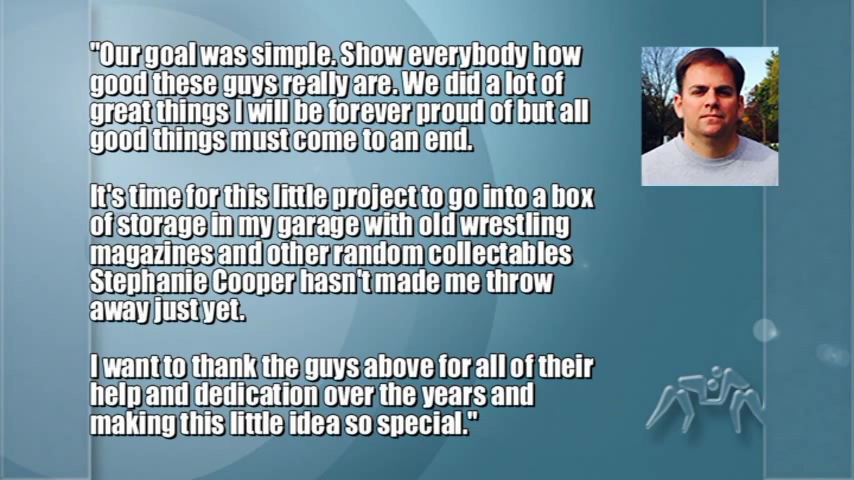 "Our goal was simple. Show everybody how
good these guys really are. We did a lot of
great things I will be forever proud of but all
good things must come to an end.
It's time for this little project to go into a box
of storage in my garage with old wrestling
magazines and other random collectables
Stephanie Cooper hasn't made me throw
away just yet.
I want to thank the guys above for all of their
help and dedication over the years and
making this little idea so special."